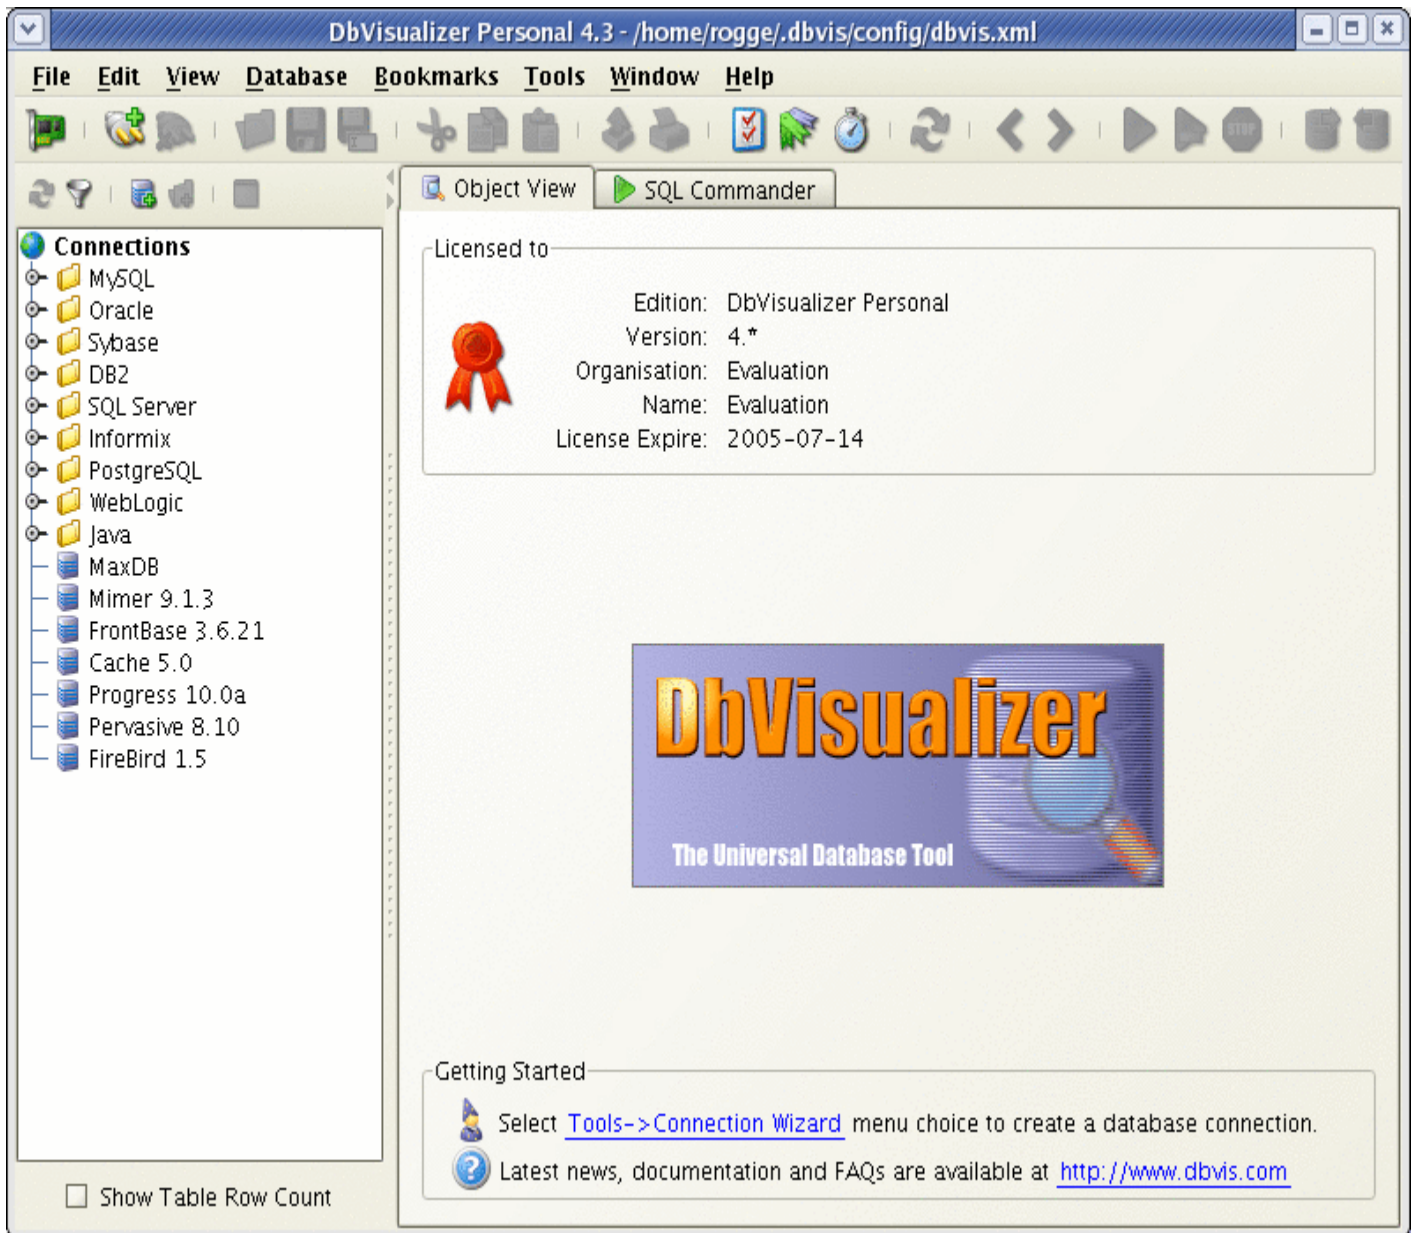 DbVisualizer Personal 4.3 - /home/rogge/.dbvis/config/dbvis.xml
File Edit View Database Bookmarks Tools Window Help
STOP
Object View SQL Commander
Connections
MySQL
Oracle
Sybase
DB2
SQL Server
Informix
PostgreSQL
WebLogic
Java
MaxDB
Mimer 9.1.3
FrontBase 3.6.21
Cache 5.0
Progress 10.0a
Pervasive 8.10
FireBird 1.5
Show Table Row Count
Licensed to
Edition: DbVisualizer Personal
Version: 4.*
Organisation: Evaluation
Name: Evaluation
License Expire: 2005-07-14
DbVisualizer
The Universal Database Tool
Getting Started
Select Tools->Connection Wizard menu choice to create a database connection.
Latest news, documentation and FAQs are available at http://www.dbvis.com